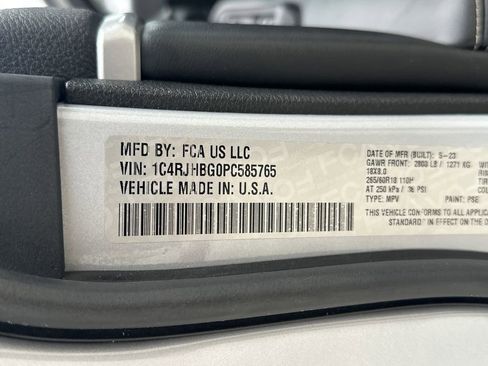 MFD BY: FCA US LLC
VIN: 1C4RJHBG0PC585765
VEHICLE MADE IN U.S.A.
DATE OF MFR (BUILT): 5-23
GAWR FRONT: 2800 LB / 1271 KG
18X8.0
265/60R18 110H
AT 250 kPa / 36 PSI
TYPE: MPV PAINT: PSE
THIS VEHICLE CONFORMS TO ALL APPLICA
STANDARD IN EFFECT ON THE D